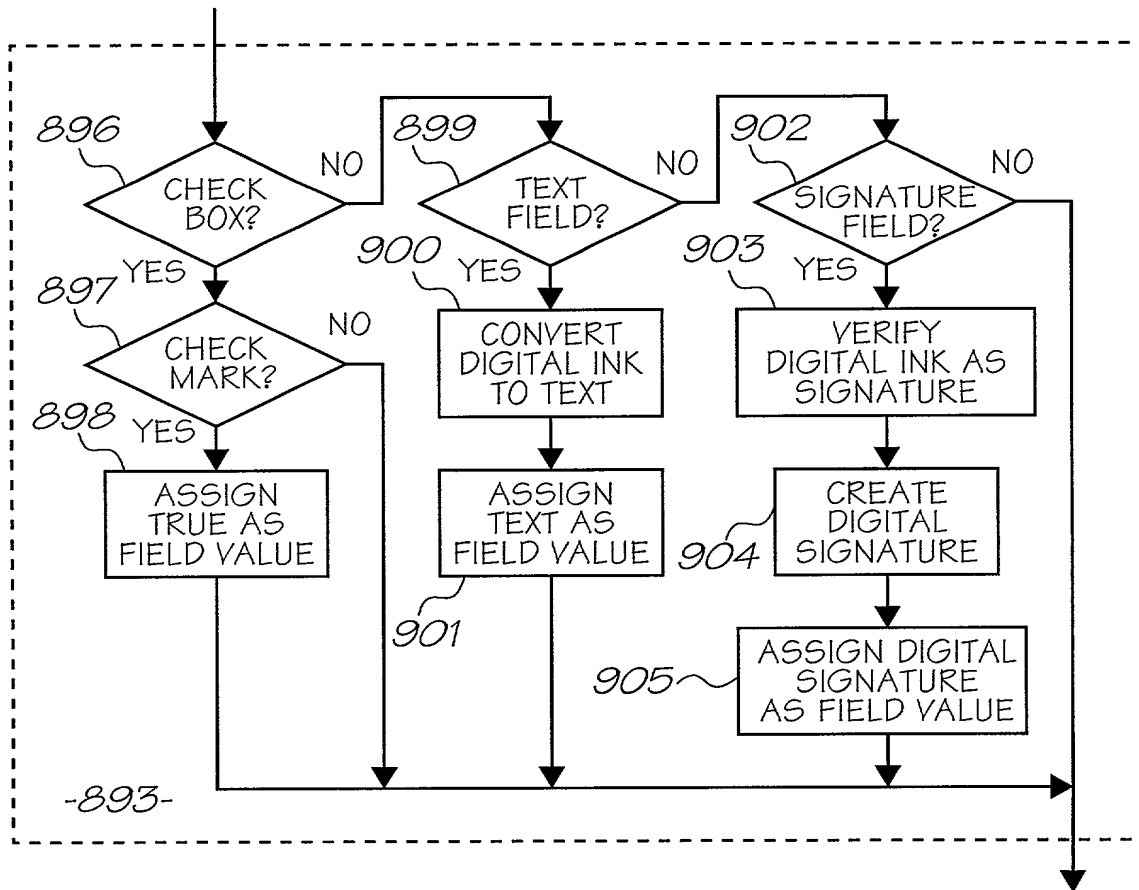 896
CHECK
BOX?
NO
YES
897
CHECK
MARK?
NO
YES
898
ASSIGN
TRUE AS
FIELD VALUE
899
TEXT
FIELD?
NO
YES
900
CONVERT
DIGITAL INK
TO TEXT
ASSIGN
TEXT AS
FIELD VALUE
901
902
SIGNATURE
FIELD?
NO
YES
903
VERIFY
DIGITAL INK AS
SIGNATURE
CREATE
DIGITAL
SIGNATURE
904
ASSIGN DIGITAL
SIGNATURE
AS FIELD VALUE
905
-893-